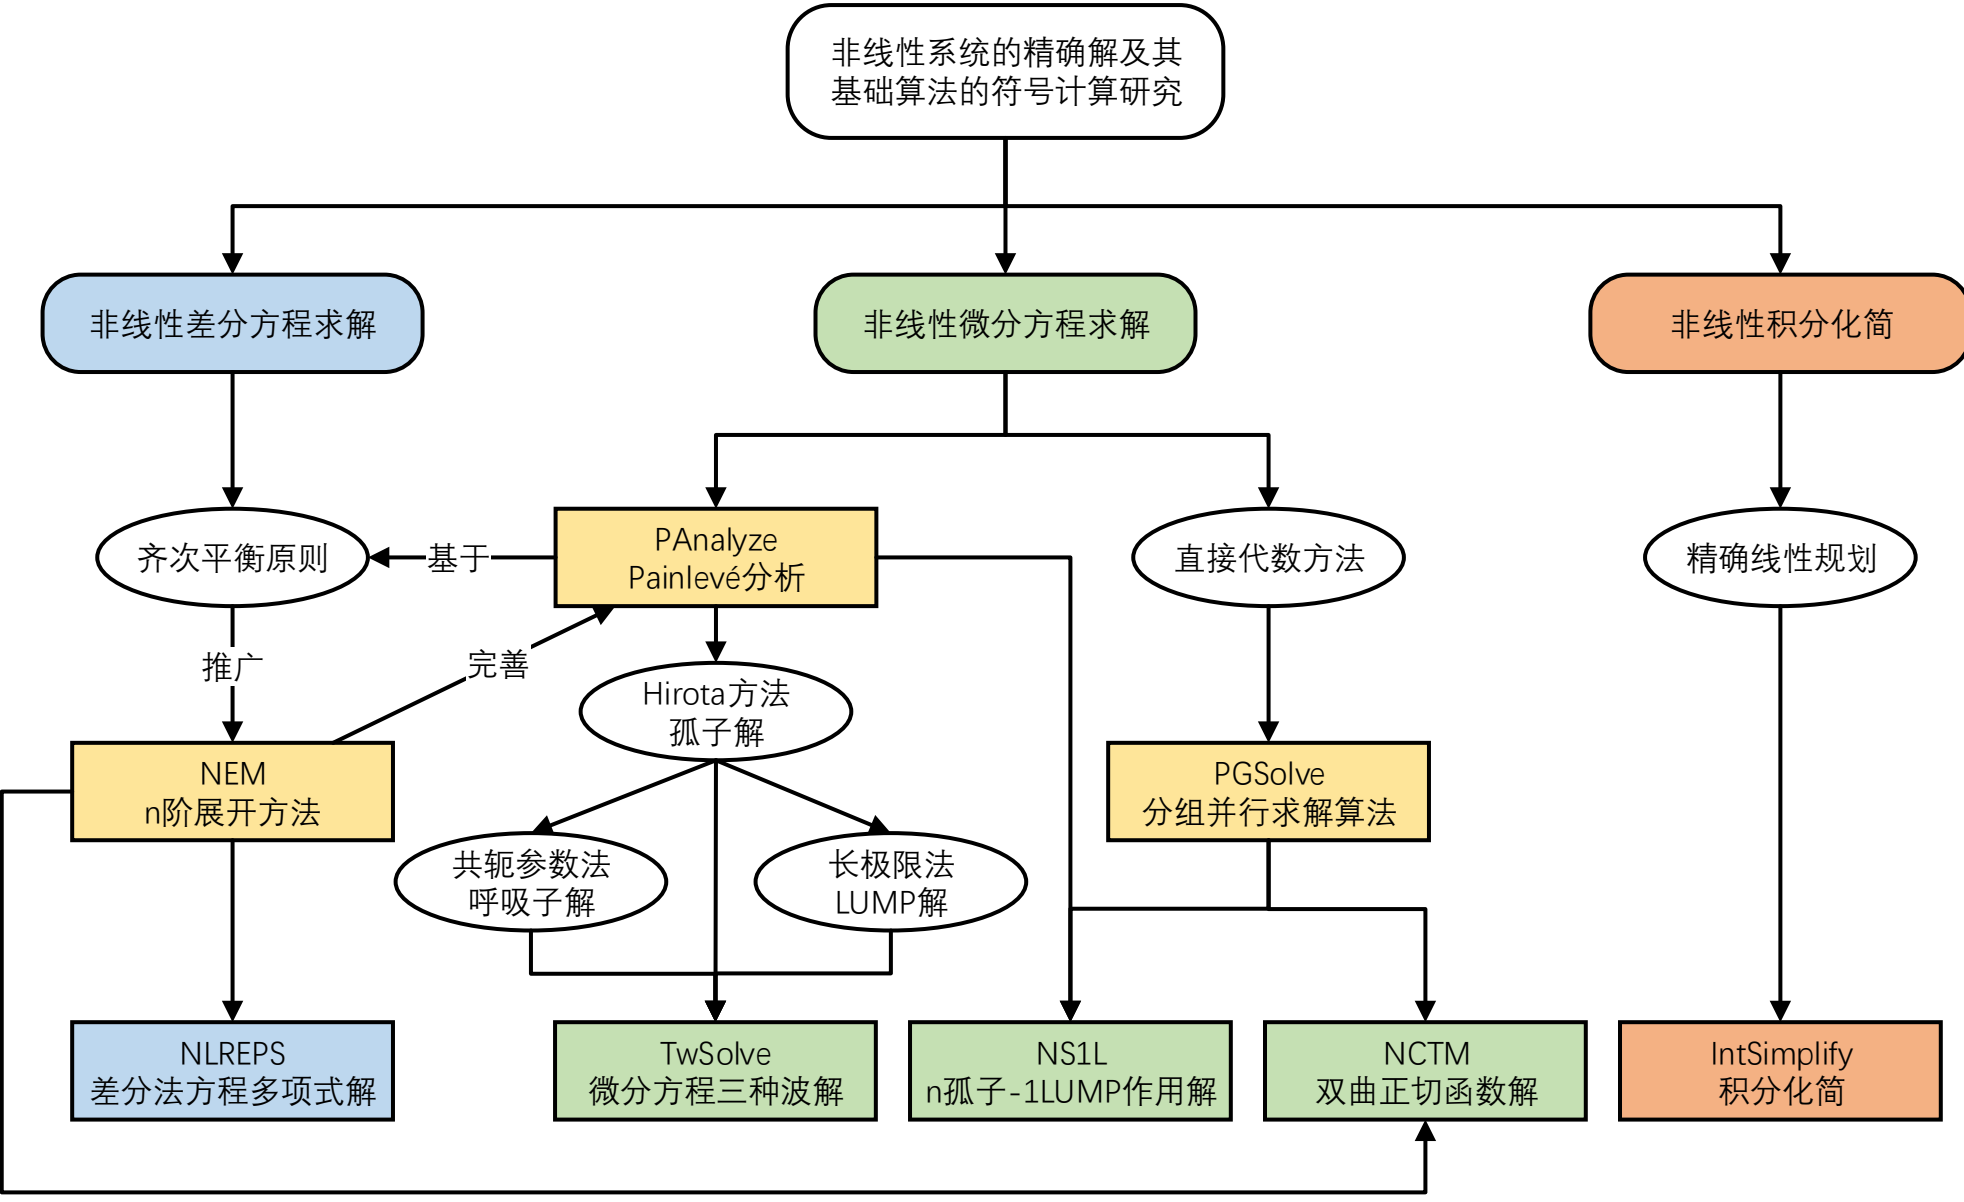 非线性系统的精确解及其
基础算法的符号计算研究
非线性差分方程求解
非线性微分方程求解
非线性积分化简
齐次平衡原则
基于
PAnalyze
Painlevé分析
直接代数方法
精确线性规划
推广
完善
Hirota方法
孤子解
NEM
n阶展开方法
PGSolve
分组并行求解算法
共轭参数法
呼吸子解
长极限法
LUMP解
NLREPS
差分法方程多项式解
TwSolve
微分方程三种波解
NS1L
n孤子-1LUMP作用解
NCTM
双曲正切函数解
IntSimplify
积分化简